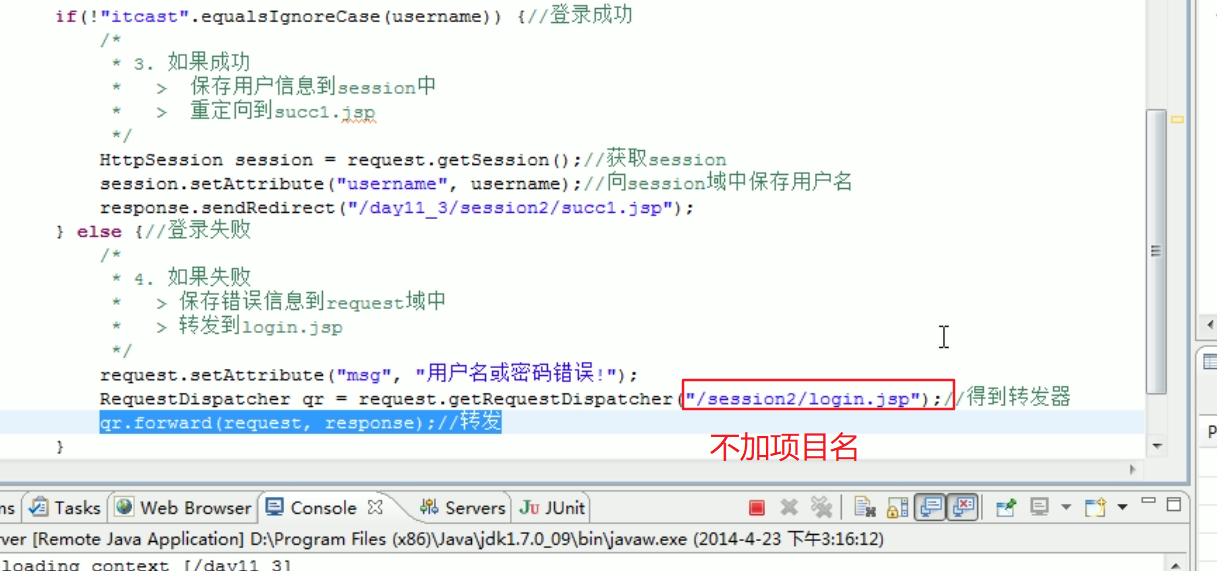 if(!"itcast".equalsIgnoreCase(username)) {//登录成功
/*
* 3. 如果成功
*   >  保存用户信息到session中
*   >  重定向到succ1.jsp
*/
HttpSession session = request.getSession();//获取session
session.setAttribute("username", username);//向session域中保存用户名
response.sendRedirect("/day11_3/session2/succ1.jsp");
} else {//登录失败
/*
* 4. 如果失败
*   > 保存错误信息到request域中
*   > 转发到login.jsp
*/
request.setAttribute("msg", "用户名或密码错误!");
RequestDispatcher qr = request.getRequestDispatcher("/session2/login.jsp");//得到转发器
qr.forward(request, response);//转发
}
不加项目名
P
ns Tasks Web Browser Console Servers JUnit
ver [Remote Java Application] D:\Program Files (x86)\Java\jdk1.7.0_09\bin\javaw.exe (2014-4-23 下午3:16:12)
loading context [/day11_3]